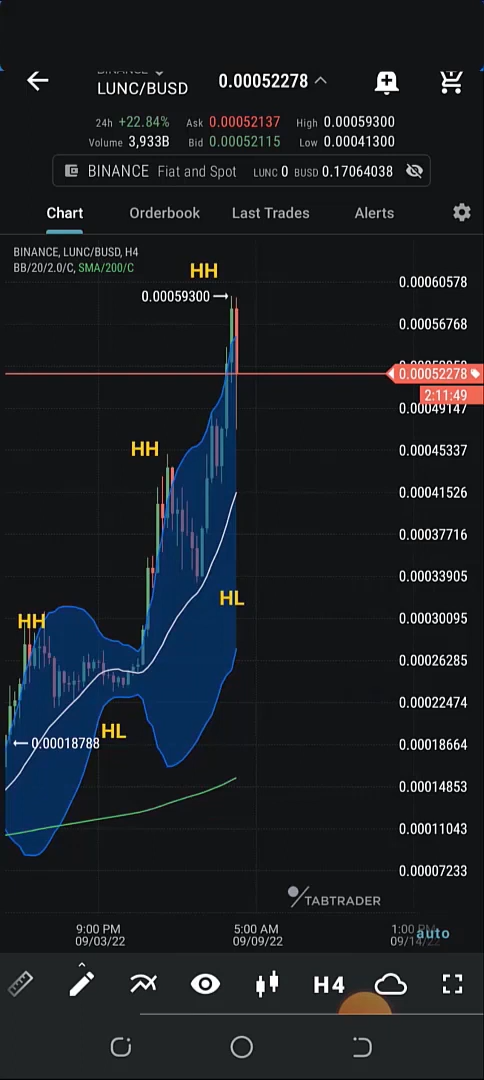 LUNC/BUSD 0.00052278
24h +22.84% Ask 0.00052137 High 0.00059300
Volume 3,933B Bid 0.00052115 Low 0.00041300
BINANCE Fiat and Spot LUNC 0 BUSD 0.17064038
Chart Orderbook Last Trades Alerts
BINANCE, LUNC/BUSD, H4
BB/20/2.0/C, SMA/200/C
HH
0.00060578
0.00059300
0.00056768
0.00052278
2:11:49
0.00049147
HH
0.00045337
0.00041526
0.00037716
0.00033905
HL
HH
0.00030095
0.00026285
0.00022474
HL
0.00018788
0.00018664
0.00014853
0.00011043
0.00007233
TABTRADER
9:00 PM 5:00 AM 1:00
09/03/22 09/09/22 09/14/22
auto
H4